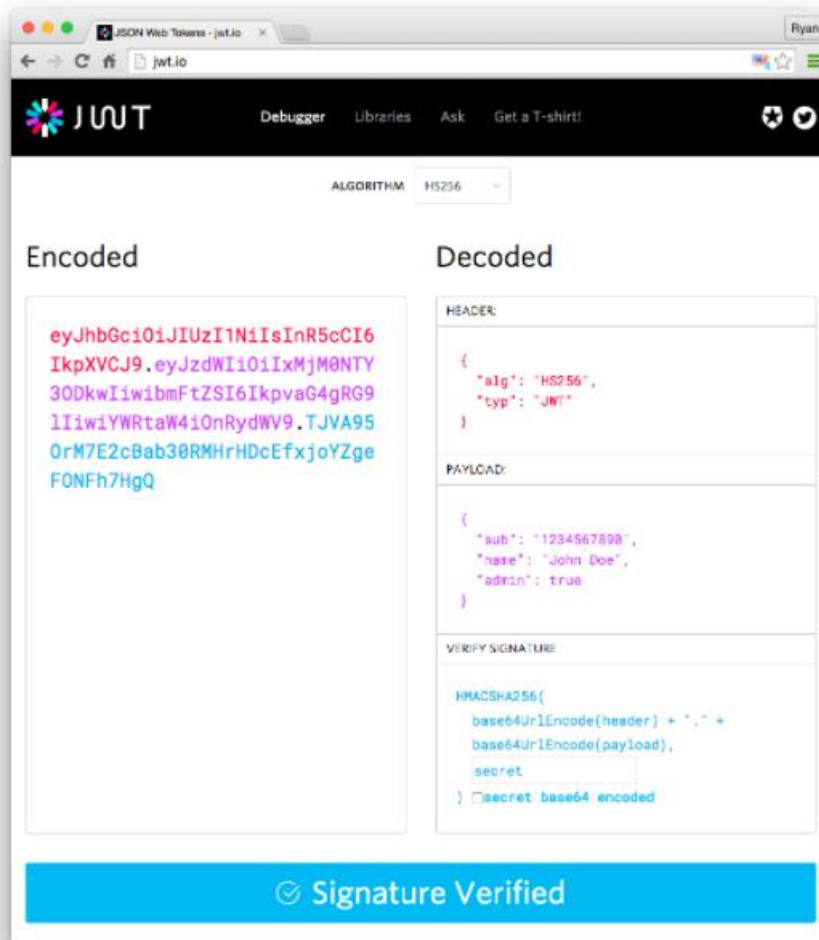 JSON Web Tokens - jwt.io
Ryan
jwt.io
JWT
Debugger Libraries Ask Get a T-shirt!
ALGORITHM HS256
Encoded
Decoded
eyJhbGciOiJIUzI1NiIsInR5cCI6
IkpXVCJ9.eyJzdWIiOiIxMjM0NTY
3ODkwIiwibmFtZSI6IkpvaG4gRG9
lIiwiYWRtaW4iOnRydWV9.TJVA95
OrM7E2cBab30RMHrHDcEfxjoYZge
FONFh7HgQ
HEADER:
{
"alg": "HS256",
"typ": "JWT"
}
PAYLOAD:
{
"sub": "1234567890",
"name": "John Doe",
"admin": true
}
VERIFY SIGNATURE
HMACSHA256(
base64UrlEncode(header) + "." +
base64UrlEncode(payload),
secret
) secret base64 encoded
Signature Verified